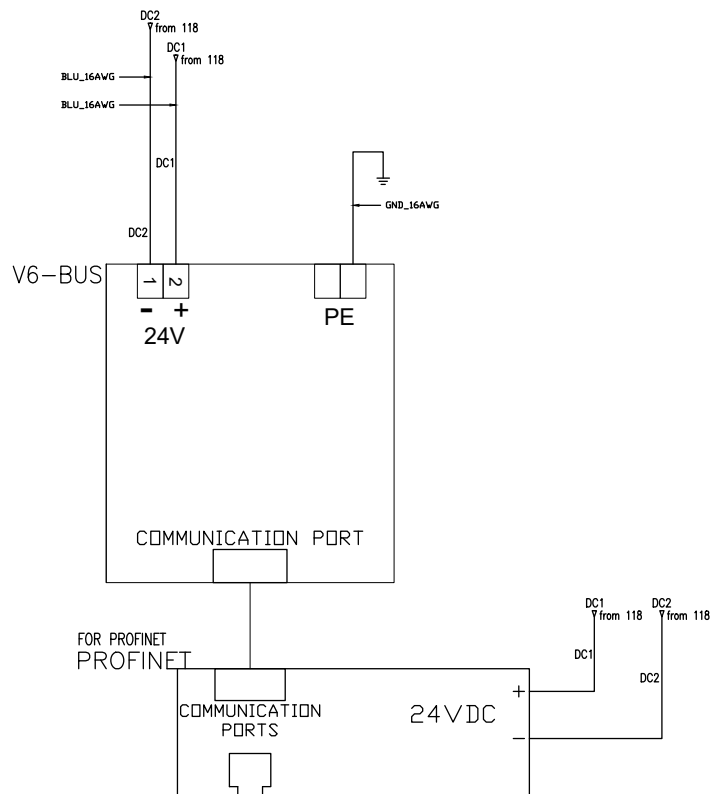 DC2
from 118
DC1
from 118
BLU_16AWG
BLU_16AWG
DC1
GND_16AWG
DC2
V6-BUS
1 2
- +
24V
PE
COMMUNICATION PORT
DC1 DC2
from 118 from 118
FOR PROFINET
PROFINET
DC1
DC2
+
COMMUNICATION
PORTS
24VDC
-